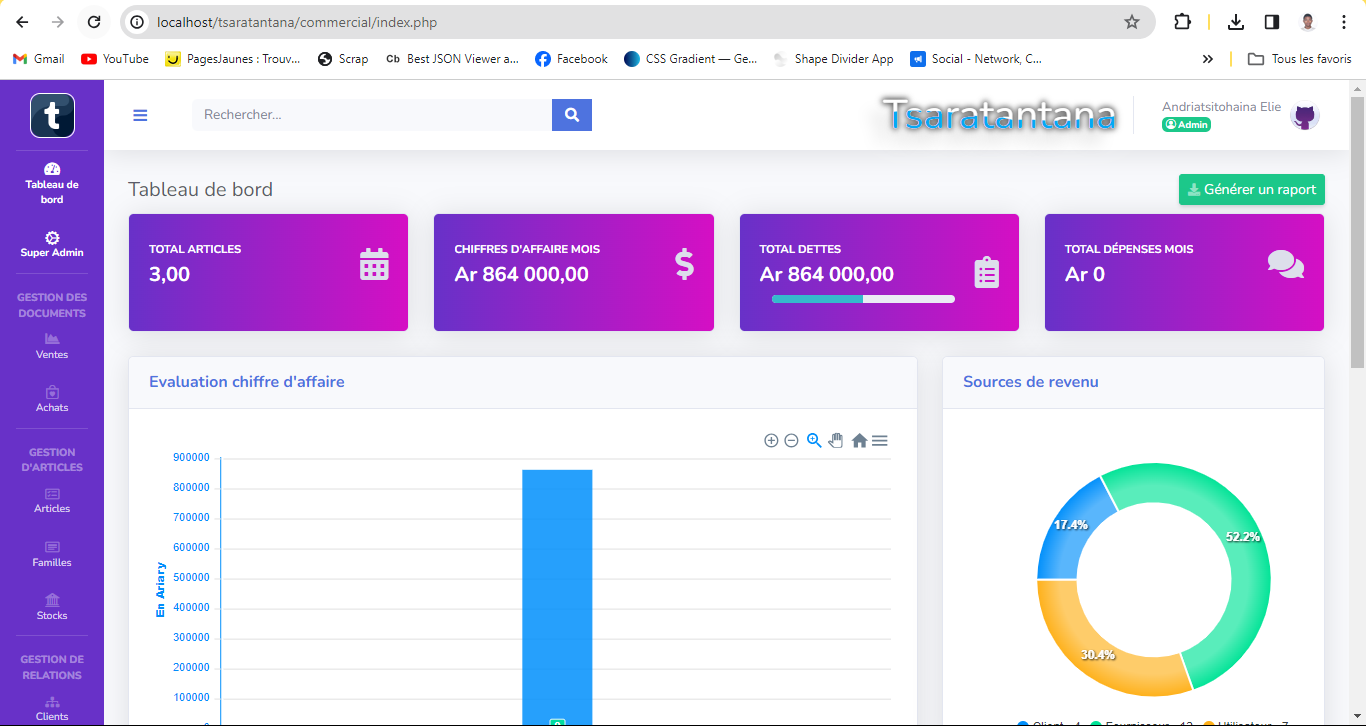 localhost/tsaratantana/commercial/index.php
Gmail
YouTube
PagesJaunes : Trouv...
Scrap
Cb Best JSON Viewer a...
Facebook
CSS Gradient — Ge...
Shape Divider App
Social - Network, C...
»
Tous les favoris
t
Tableau de
bord
Super Admin
GESTION DES
DOCUMENTS
Ventes
Achats
GESTION
D'ARTICLES
Articles
Familles
Stocks
GESTION DE
RELATIONS
Clients
Rechercher...
Tsaratantana
Andriatsitohaina Elie
Admin
Tableau de bord
Générer un raport
TOTAL ARTICLES
3,00
CHIFFRES D'AFFAIRE MOIS
Ar 864 000,00
$
TOTAL DETTES
Ar 864 000,00
TOTAL DÉPENSES MOIS
Ar 0
Evaluation chiffre d'affaire
900000
800000
700000
600000
500000
400000
300000
200000
100000
En Ariary
Sources de revenu
17.4%
52.2%
30.4%